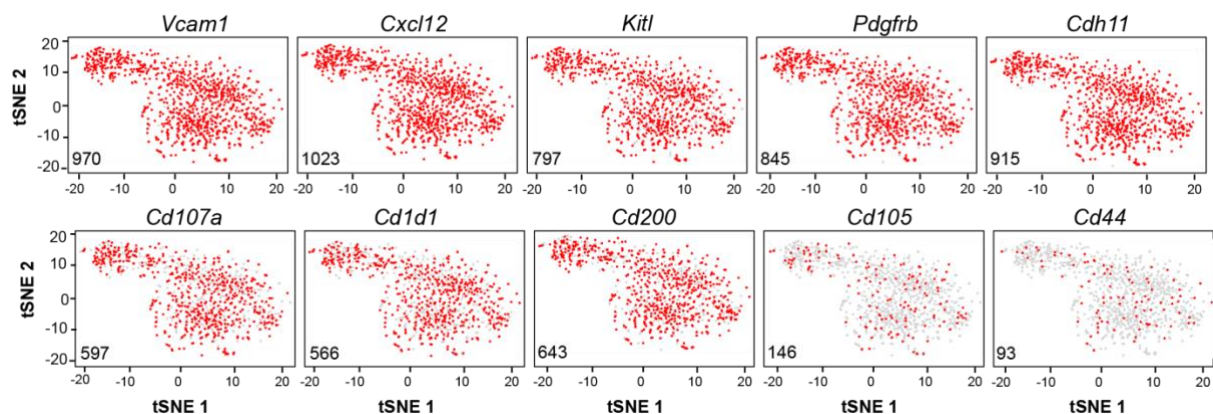 Vcam1 Cxcl12 Kitl Pdgfrb Cdh11
tSNE 2
20
10
0
-10
-20
970 1023 797 845 915
-20 -10 0 10 20 -20 -10 0 10 20 -20 -10 0 10 20 -20 -10 0 10 20 -20 -10 0 10 20
Cd107a Cd1d1 Cd200 Cd105 Cd44
tSNE 2
20
10
0
-10
-20
597 566 643 146 93
-20 -10 0 10 20 -20 -10 0 10 20 -20 -10 0 10 20 -20 -10 0 10 20 -20 -10 0 10 20
tSNE 1 tSNE 1 tSNE 1 tSNE 1 tSNE 1